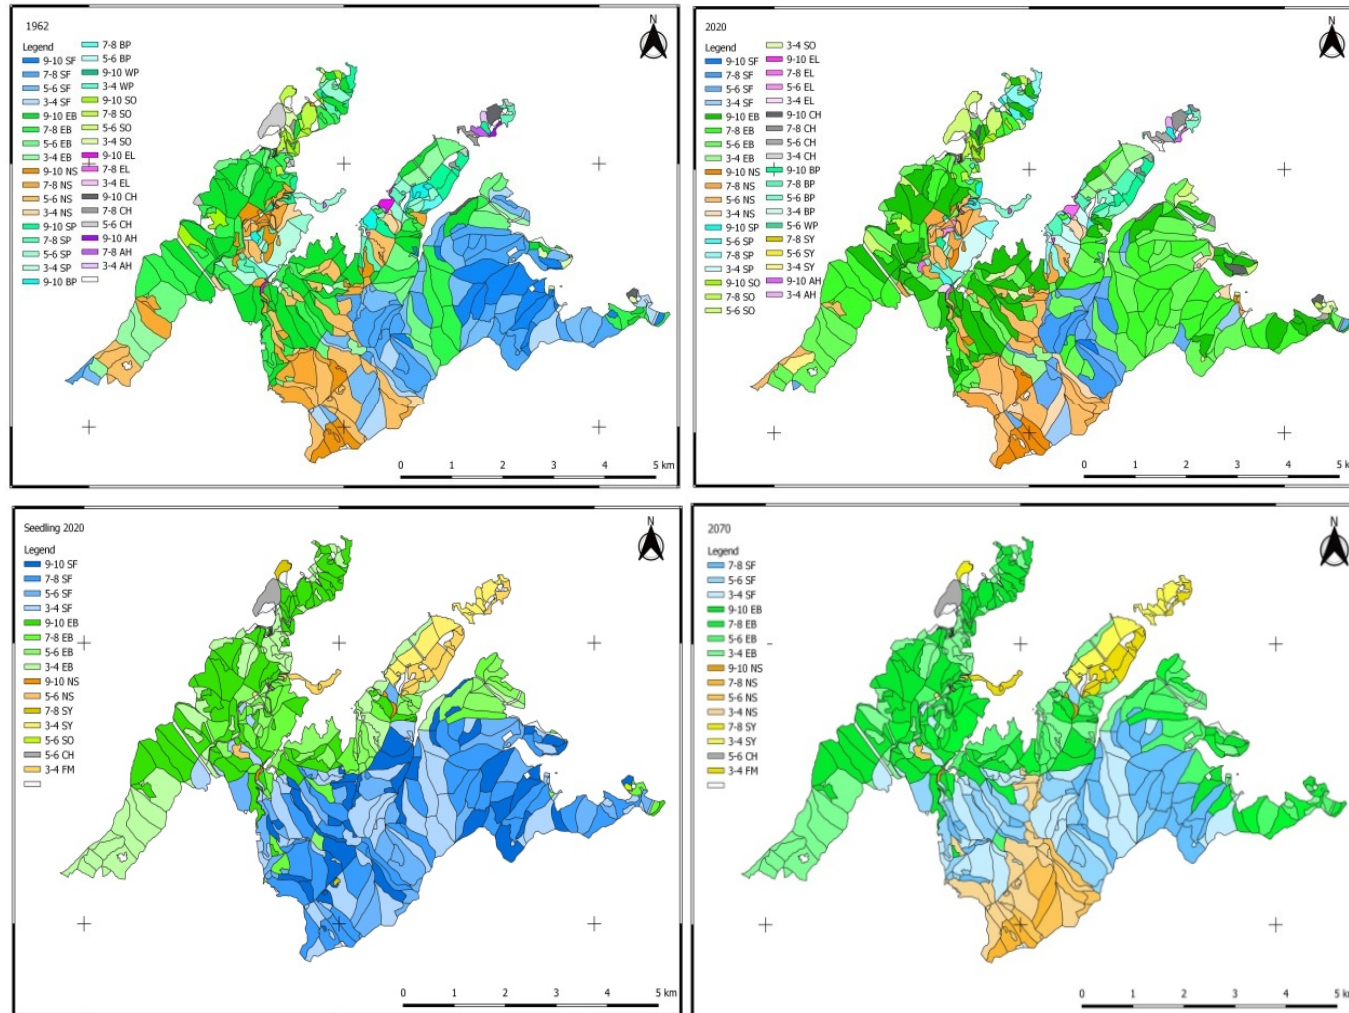 1962
Legend
9-10 SF
7-8 SF
5-6 SF
3-4 SF
9-10 EB
7-8 EB
5-6 EB
3-4 EB
9-10 NS
7-8 NS
5-6 NS
3-4 NS
9-10 SP
7-8 SP
5-6 SP
3-4 SP
9-10 BP
7-8 BP
5-6 BP
9-10 WP
3-4 WP
9-10 SO
7-8 SO
5-6 SO
3-4 SO
9-10 EL
7-8 EL
3-4 EL
9-10 CH
7-8 CH
5-6 CH
9-10 AH
7-8 AH
3-4 AH
N
0 1 2 3 4 5 km
2020
Legend
9-10 SF
7-8 SF
5-6 SF
3-4 SF
9-10 EB
7-8 EB
5-6 EB
3-4 EB
9-10 NS
7-8 NS
5-6 NS
3-4 NS
9-10 SP
5-6 SP
7-8 SP
3-4 SP
9-10 SO
7-8 SO
5-6 SO
3-4 SO
9-10 EL
7-8 EL
5-6 EL
3-4 EL
9-10 CH
7-8 CH
5-6 CH
3-4 CH
9-10 BP
7-8 BP
5-6 BP
3-4 BP
5-6 WP
7-8 SY
5-6 SY
3-4 SY
9-10 AH
3-4 AH
N
0 1 2 3 4 5 km
Seedling 2020
Legend
9-10 SF
7-8 SF
5-6 SF
3-4 SF
9-10 EB
7-8 EB
5-6 EB
3-4 EB
9-10 NS
5-6 NS
7-8 SY
3-4 SY
5-6 SO
5-6 CH
3-4 FM
N
0 1 2 3 4 5 km
2070
Legend
7-8 SF
5-6 SF
3-4 SF
9-10 EB
7-8 EB
5-6 EB
3-4 EB
9-10 NS
7-8 NS
5-6 NS
3-4 NS
7-8 SY
3-4 SY
5-6 CH
3-4 FM
N
0 1 2 3 4 5 k